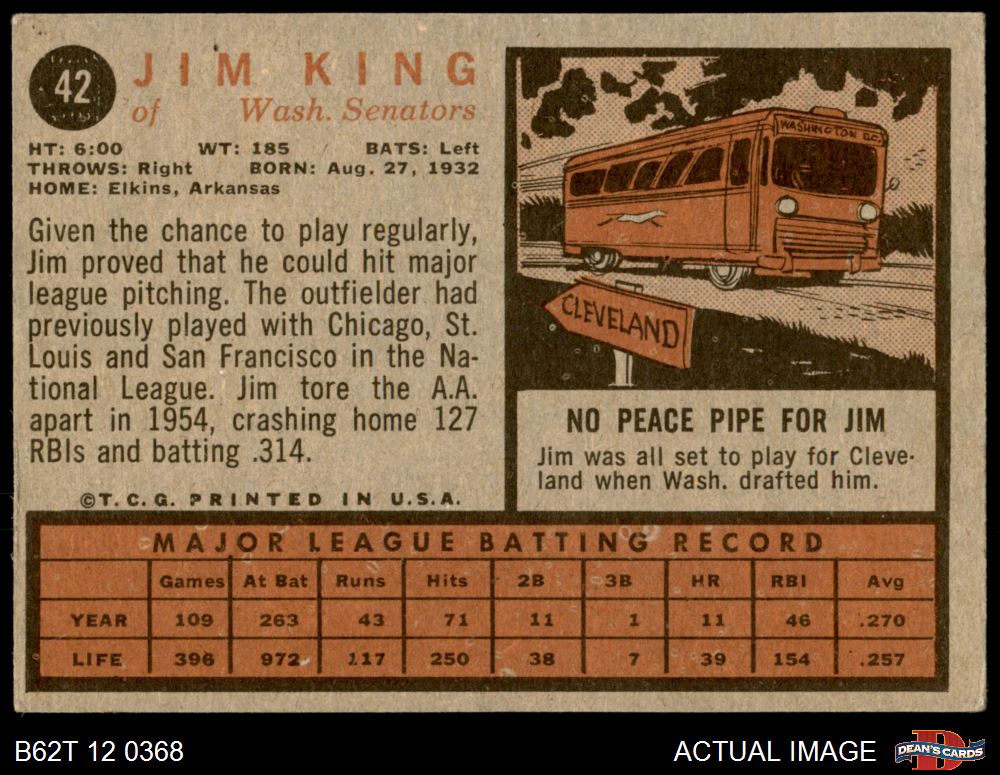 42
JIM KING
of Wash. Senators
HT: 6:00 WT: 185 BATS: Left
THROWS: Right BORN: Aug. 27, 1932
HOME: Elkins, Arkansas
Given the chance to play regularly,
Jim proved that he could hit major
league pitching. The outfielder had
previously played with Chicago, St.
Louis and San Francisco in the Na-
tional League. Jim tore the A.A.
apart in 1954, crashing home 127
RBIs and batting .314.
©T.C.G. PRINTED IN U.S.A.
WASHINGTON D.C.
CLEVELAND
NO PEACE PIPE FOR JIM
Jim was all set to play for Cleve-
land when Wash. drafted him.
MAJOR LEAGUE BATTING RECORD
Games At Bat Runs Hits 2B 3B HR RBI Avg
YEAR 109 263 43 71 11 1 11 46 .270
LIFE 396 972 117 250 38 7 39 154 .257
B62T 12 0368
ACTUAL IMAGE
DEAN'S CARDS